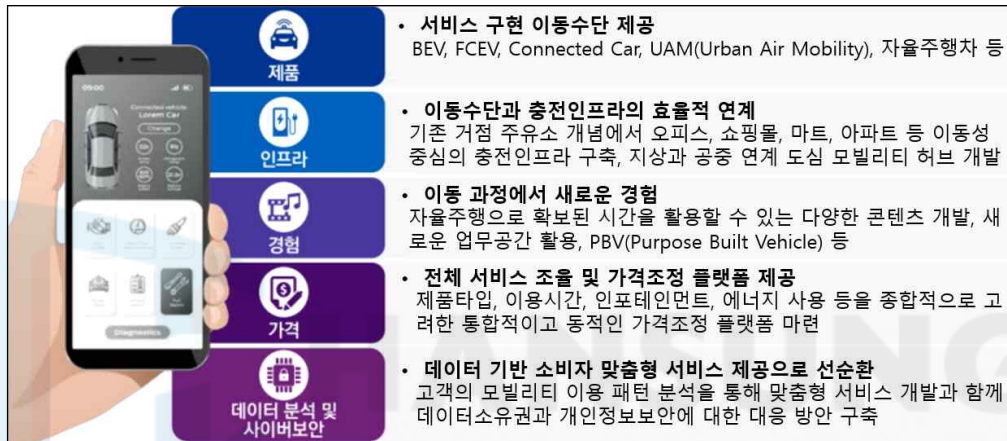 09:00
Connected vehicle
Lorem Car
Change
Diagnostics
제품
• 서비스 구현 이동수단 제공
BEV, FCEV, Connected Car, UAM(Urban Air Mobility), 자율주행차 등
인프라
• 이동수단과 충전인프라의 효율적 연계
기존 거점 주유소 개념에서 오피스, 쇼핑몰, 마트, 아파트 등 이동성
중심의 충전인프라 구축, 지상과 공중 연계 도심 모빌리티 허브 개발
경험
• 이동 과정에서 새로운 경험
자율주행으로 확보된 시간을 활용할 수 있는 다양한 콘텐츠 개발, 새
로운 업무공간 활용, PBV(Purpose Built Vehicle) 등
가격
• 전체 서비스 조율 및 가격조정 플랫폼 제공
제품타입, 이용시간, 인포테인먼트, 에너지 사용 등을 종합적으로 고
려한 통합적이고 동적인 가격조정 플랫폼 마련
데이터 분석 및
사이버보안
• 데이터 기반 소비자 맞춤형 서비스 제공으로 선순환
고객의 모빌리티 이용 패턴 분석을 통해 맞춤형 서비스 개발과 함께
데이터소유권과 개인정보보안에 대한 대응 방안 구축
HANSUNG